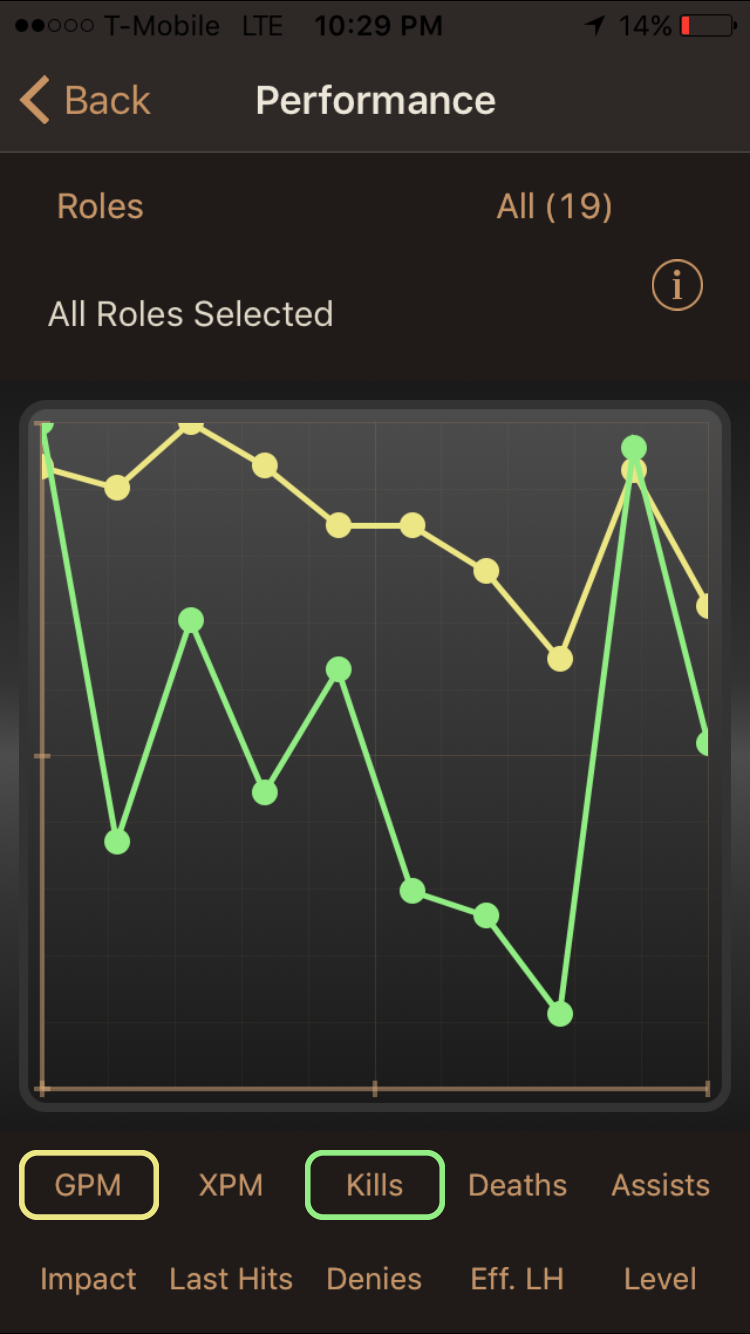 T-Mobile LTE 10:29 PM 14%
Back Performance
Roles All (19)
i
All Roles Selected
GPM XPM Kills Deaths Assists
Impact Last Hits Denies Eff. LH Level